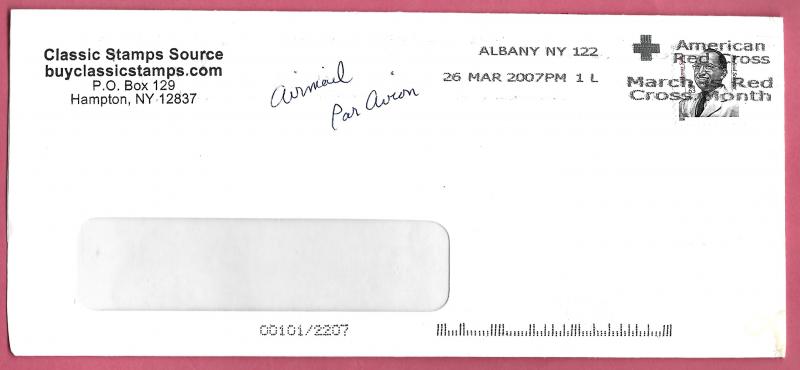 Classic Stamps Source
buyclassicstamps.com
P.O. Box 129
Hampton, NY 12837
Airmail
Par Avion
ALBANY NY 122
26 MAR 2007PM 1 L
American
Red Cross
March is Red
Cross Month
00101/2207